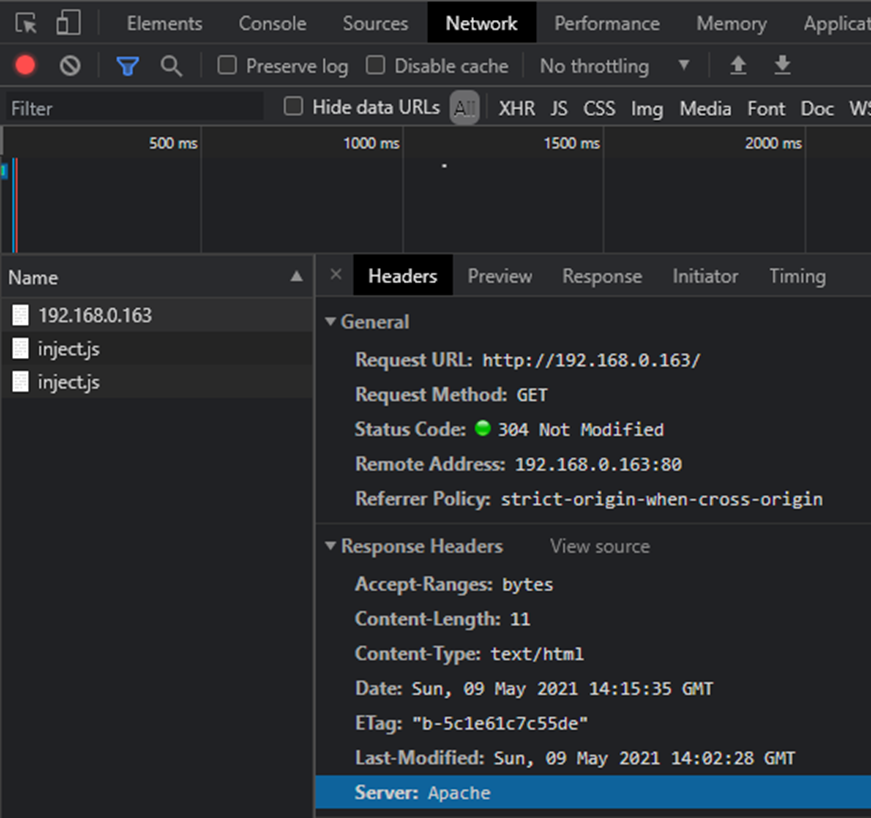 Elements Console Sources Network Performance Memory Applicat
Preserve log Disable cache No throttling
Filter Hide data URLs All XHR JS CSS Img Media Font Doc WS
500 ms 1000 ms 1500 ms 2000 ms
Name
192.168.0.163
inject.js
inject.js
Headers Preview Response Initiator Timing
General
Request URL: http://192.168.0.163/
Request Method: GET
Status Code: 304 Not Modified
Remote Address: 192.168.0.163:80
Referrer Policy: strict-origin-when-cross-origin
Response Headers View source
Accept-Ranges: bytes
Content-Length: 11
Content-Type: text/html
Date: Sun, 09 May 2021 14:15:35 GMT
ETag: "b-5c1e61c7c55de"
Last-Modified: Sun, 09 May 2021 14:02:28 GMT
Server: Apache